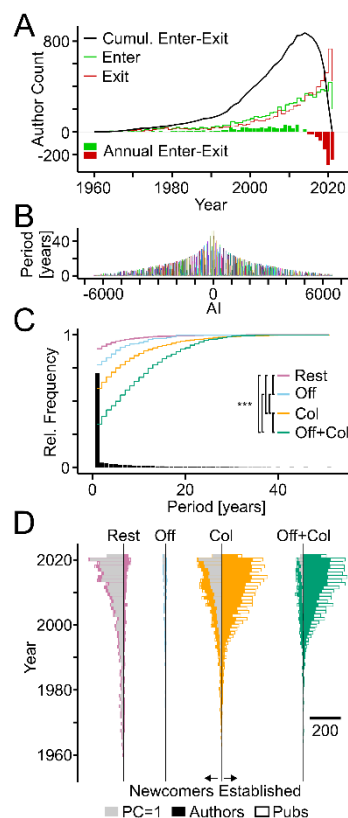 A
800
Cumul. Enter-Exit
Enter
Exit
Author Count
0
-200
Annual Enter-Exit
1960
1980
2000
2020
Year
B
Period
[years]
40
0
-6000
0
6000
AI
C
1
Rel. Frequency
0
Rest
Off
Col
Off+Col
***
0
20
40
Period [years]
D
Rest
Off
Col
Off+Col
2020
2000
1980
1960
Year
200
Newcomers Established
PC=1
Authors
Pubs